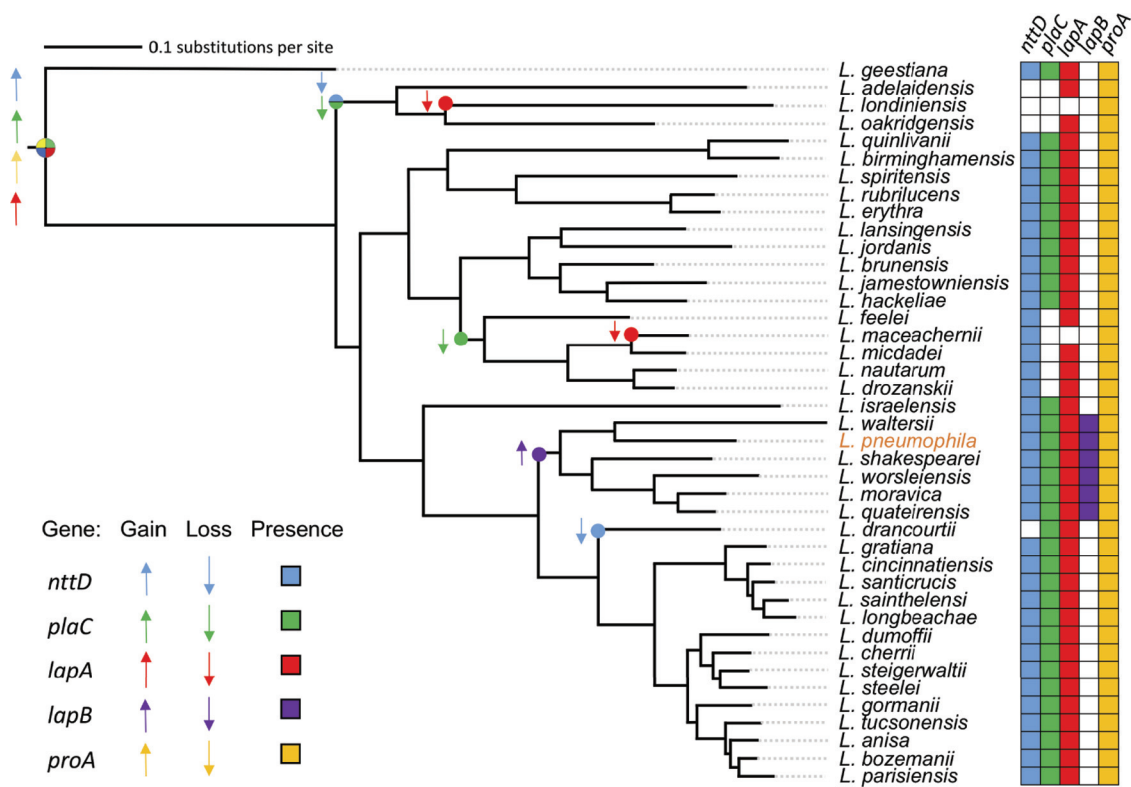 nttD plaC lapA lapB proA
0.1 substitutions per site
L. geestiana
L. adelaidensis
L. londiniensis
L. oakridgensis
L. quinlivanii
L. birminghamensis
L. spiritensis
L. rubrilucens
L. erythra
L. lansingensis
L. jordanis
L. brunensis
L. jamestowniensis
L. hackeliae
L. feelei
L. maceachernii
L. micdadei
L. nautarum
L. drozanskii
L. israelensis
L. waltersii
L. pneumophila
L. shakespearei
L. worsleiensis
L. moravica
L. quateirensis
L. drancourtii
L. gratiana
L. cincinnatiensis
L. santicrucis
L. sainthelensi
L. longbeachae
L. dumoffii
L. cherrii
L. steigerwaltii
L. steelei
L. gormanii
L. tucsonensis
L. anisa
L. bozemanii
L. parisiensis
Gene: Gain Loss Presence
nttD
plaC
lapA
lapB
proA